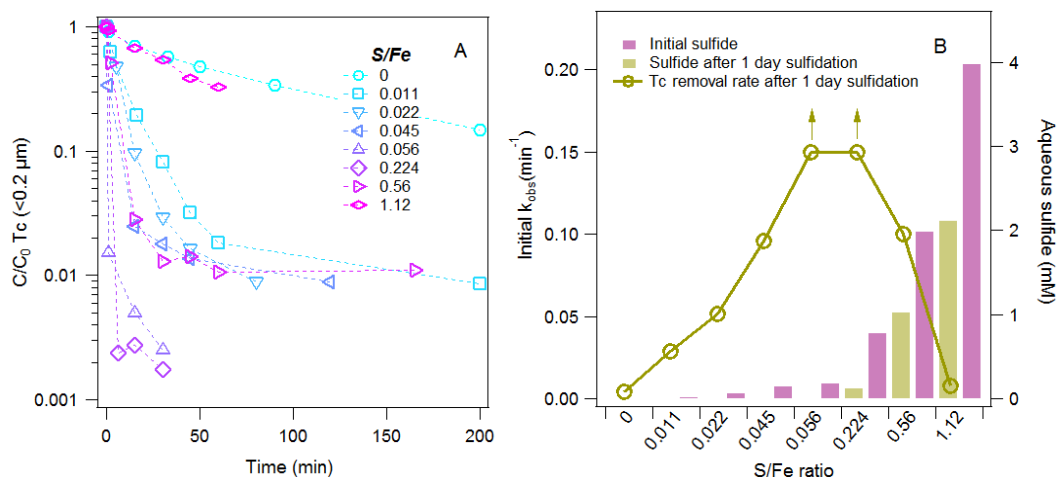 A
C/C₀ Tc (<0.2 µm)
1
0.1
0.01
0.001
S/Fe
0
0.011
0.022
0.045
0.056
0.224
0.56
1.12
0 50 100 150 200
Time (min)
B
Initial sulfide
Sulfide after 1 day sulfidation
Tc removal rate after 1 day sulfidation
Initial kobs(min⁻¹)
0.20
0.15
0.10
0.05
0.00
4
3
2
1
0
Aqueous sulfide (mM)
0 0.011 0.022 0.045 0.056 0.224 0.56 1.12
S/Fe ratio